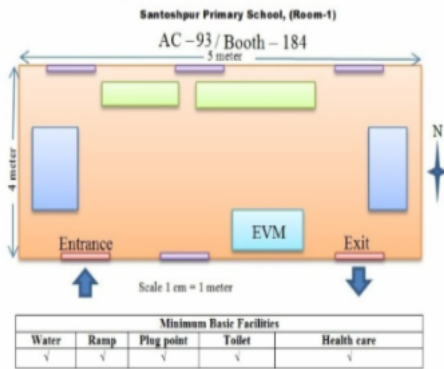 Santoshpur Primary School, (Room-1)
AC – 93/ Booth – 184
5 meter
4 meter
N
EVM
Entrance
Exit
Scale 1 cm = 1 meter
Minimum Basic Facilities
Water Ramp Plug point Toilet Health care
√ √ √ √ √